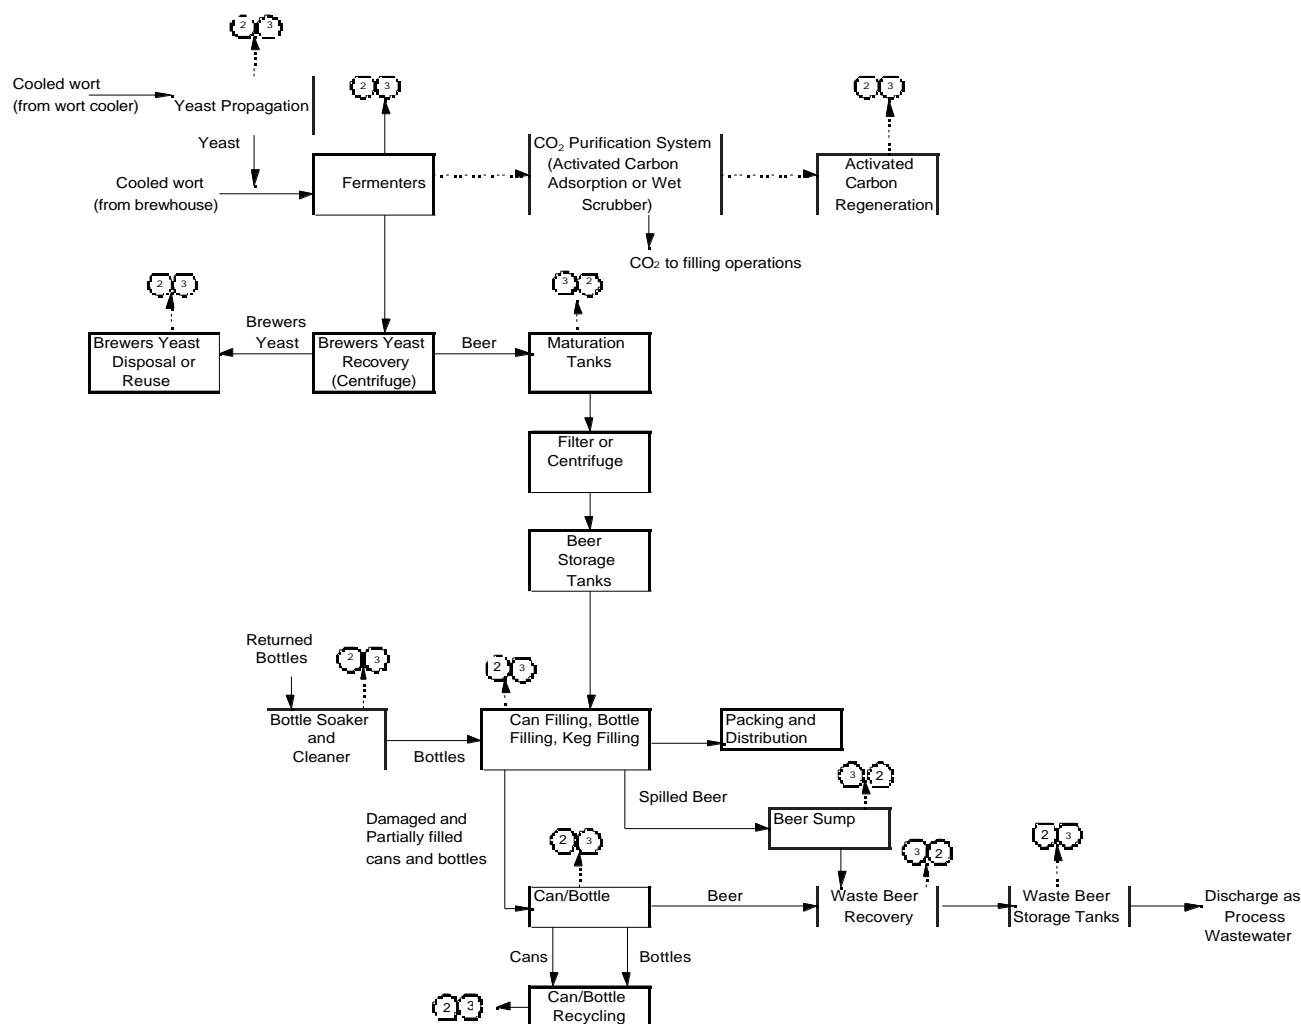 2 3
Cooled wort
(from wort cooler)
Yeast Propagation
2 3
2 3
Yeast
CO2 Purification System
(Activated Carbon
Adsorption or Wet
Scrubber)
Activated
Carbon
Regeneration
Cooled wort
(from brewhouse)
Fermenters
CO2 to filling operations
2 3
3 2
Brewers
Yeast
Brewers Yeast
Disposal or
Reuse
Brewers Yeast
Recovery
(Centrifuge)
Beer
Maturation
Tanks
Filter or
Centrifuge
Beer
Storage
Tanks
Returned
Bottles
2 3
2 3
Bottle Soaker
and
Cleaner
Bottles
Can Filling, Bottle
Filling, Keg Filling
Packing and
Distribution
Spilled Beer
3 2
Damaged and
Partially filled
cans and bottles
Beer Sump
2 3
3 2
2 3
Can/Bottle
Beer
Waste Beer
Recovery
Waste Beer
Storage Tanks
Discharge as
Process
Wastewater
Cans
Bottles
2 3
Can/Bottle
Recycling